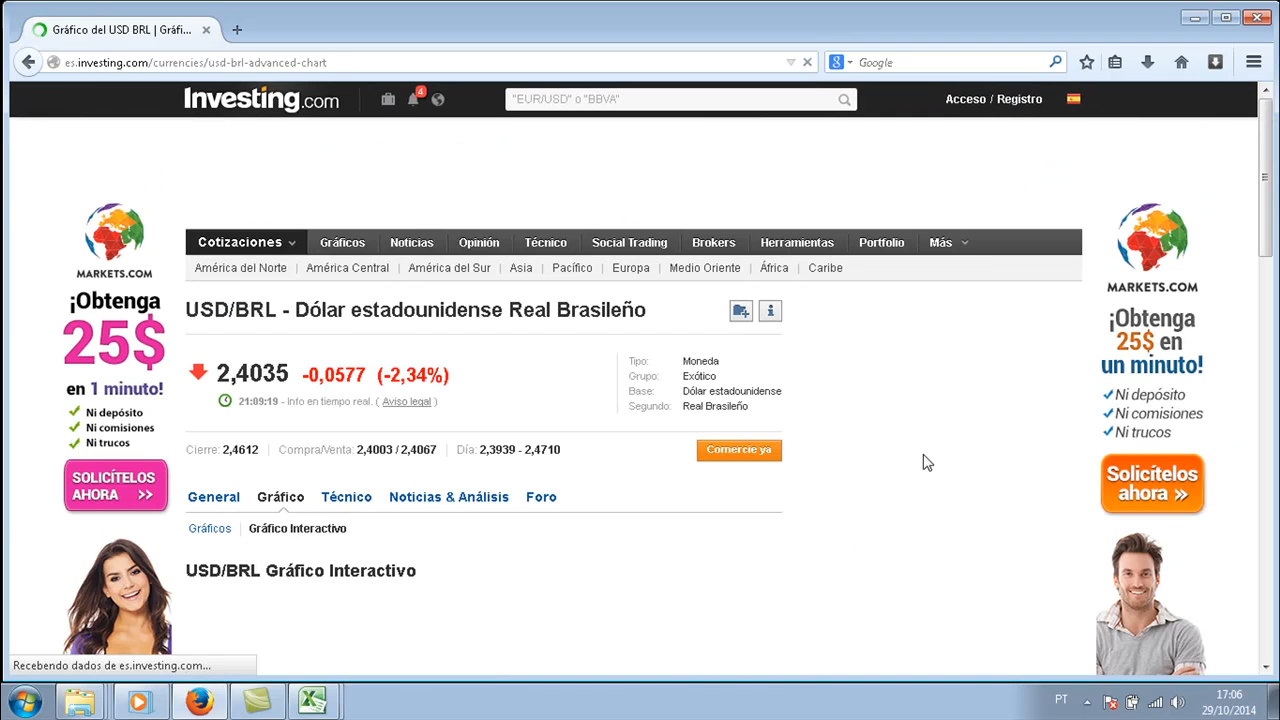 Gráfico del USD BRL | Gráfi...
es.investing.com/currencies/usd-brl-advanced-chart
Google
Investing.com
4
"EUR/USD" o "BBVA"
Acceso / Registro
Cotizaciones Gráficos Noticias Opinión Técnico Social Trading Brokers Herramientas Portfolio Más
América del Norte América Central América del Sur Asia Pacífico Europa Medio Oriente África Caribe
USD/BRL - Dólar estadounidense Real Brasileño
2,4035 -0,0577 (-2,34%)
21:09:19 - Info en tiempo real. ( Aviso legal )
Tipo: Moneda
Grupo: Exótico
Base: Dólar estadounidense
Segundo: Real Brasileño
Cierre: 2,4612 Compra/Venta: 2,4003 / 2,4067 Día: 2,3939 - 2,4710
Comercie ya
General Gráfico Técnico Noticias & Análisis Foro
Gráficos Gráfico Interactivo
USD/BRL Gráfico Interactivo
MARKETS.COM
¡Obtenga
25$
en 1 minuto!
Ni depósito
Ni comisiones
Ni trucos
SOLICÍTELOS
AHORA >>
MARKETS.COM
¡Obtenga
25$ en
un minuto!
Ni depósito
Ni comisiones
Ni trucos
Solicítelos
ahora »
Recebendo dados de es.investing.com...
PT
17:06
29/10/2014